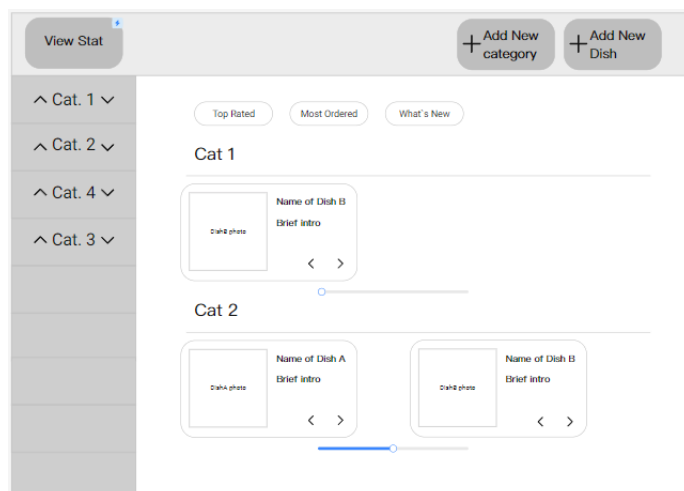 View Stat
Add New
category
Add New
Dish
Cat. 1
Cat. 2
Cat. 4
Cat. 3
Top Rated
Most Ordered
What's New
Cat 1
DishB photo
Name of Dish B
Brief intro
Cat 2
DishA photo
Name of Dish A
Brief intro
DishB photo
Name of Dish B
Brief intro